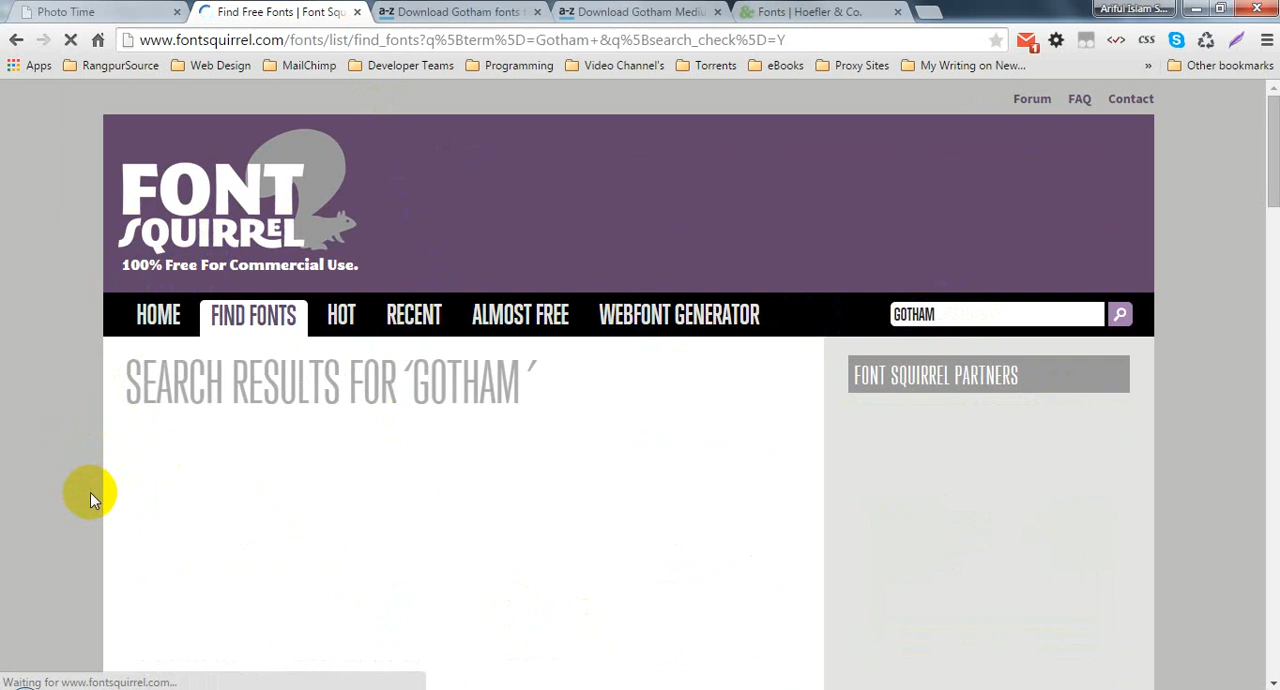 Photo Time
Find Free Fonts | Font Squ
a-z Download Gotham fonts f
a-z Download Gotham Mediu
Fonts | Hoefler & Co.
Ariful Islam S...
www.fontsquirrel.com/fonts/list/find_fonts?q%5Bterm%5D=Gotham+&q%5Bsearch_check%5D=Y
1
</>
CSS
Apps
RangpurSource
Web Design
MailChimp
Developer Teams
Programming
Video Channel's
Torrents
eBooks
Proxy Sites
My Writing on New...
»
Other bookmarks
Forum
FAQ
Contact
FONT
SQUIRREL
100% Free For Commercial Use.
HOME
FIND FONTS
HOT
RECENT
ALMOST FREE
WEBFONT GENERATOR
GOTHAM
SEARCH RESULTS FOR ‘GOTHAM ’
FONT SQUIRREL PARTNERS
Waiting for www.fontsquirrel.com...